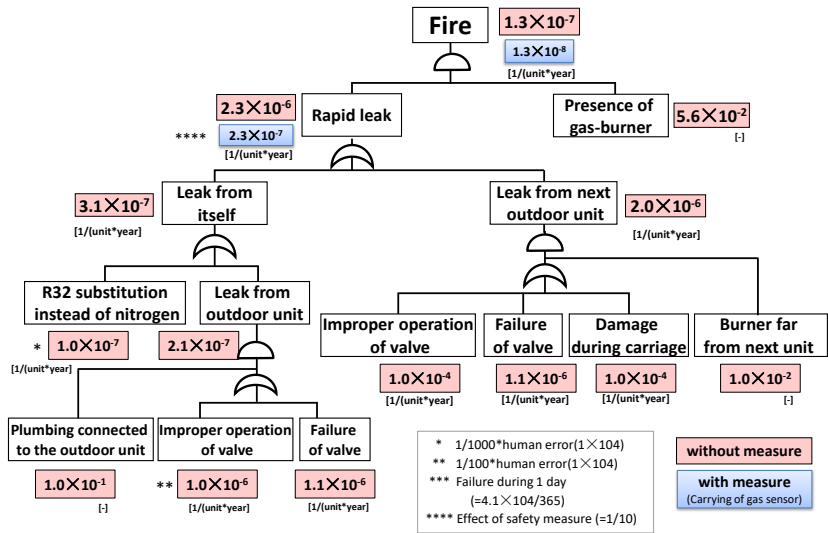 Fire
1.3×10⁻⁷
1.3×10⁻⁸
[1/(unit*year]
2.3×10⁻⁶
Rapid leak
Presence of
gas-burner
5.6×10⁻²
[-]
**** 2.3×10⁻⁷
[1/(unit*year]
3.1×10⁻⁷
[1/(unit*year]
Leak from
itself
Leak from next
outdoor unit
2.0×10⁻⁶
[1/(unit*year]
R32 substitution
instead of nitrogen
Leak from
outdoor unit
Improper operation
of valve
Failure
of valve
Damage
during carriage
Burner far
from next unit
* 1.0×10⁻⁷
[1/(unit*year]
2.1×10⁻⁷
1.0×10⁻⁴
[1/(unit*year]
1.1×10⁻⁶
[1/(unit*year]
1.0×10⁻⁴
[1/(unit*year]
1.0×10⁻²
[-]
Plumbing connected
to the outdoor unit
Improper operation
of valve
Failure
of valve
1.0×10⁻¹
[-]
** 1.0×10⁻⁶
[1/(unit*year]
1.1×10⁻⁶
[1/(unit*year]
* 1/1000*human error(1×104)
** 1/100*human error(1×104)
*** Failure during 1 day
(=4.1×104/365)
**** Effect of safety measure (=1/10)
without measure
with measure
(Carrying of gas sensor)